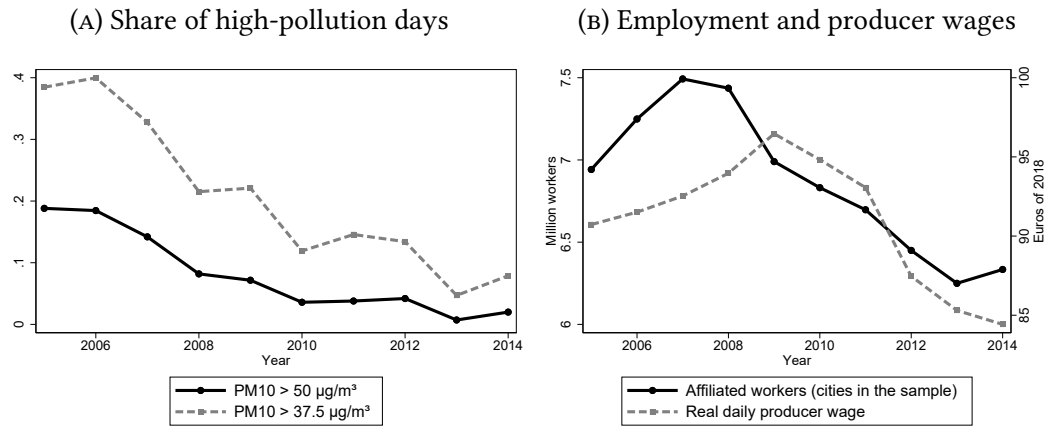 (A) Share of high-pollution days
.4
.3
.2
.1
0
2006 2008 2010 2012 2014
Year
PM10 > 50 µg/m³
PM10 > 37.5 µg/m³
(B) Employment and producer wages
Million workers
7.5
7
6.5
6
Euros of 2018
100
95
90
85
2006 2008 2010 2012 2014
Year
Affiliated workers (cities in the sample)
Real daily producer wage